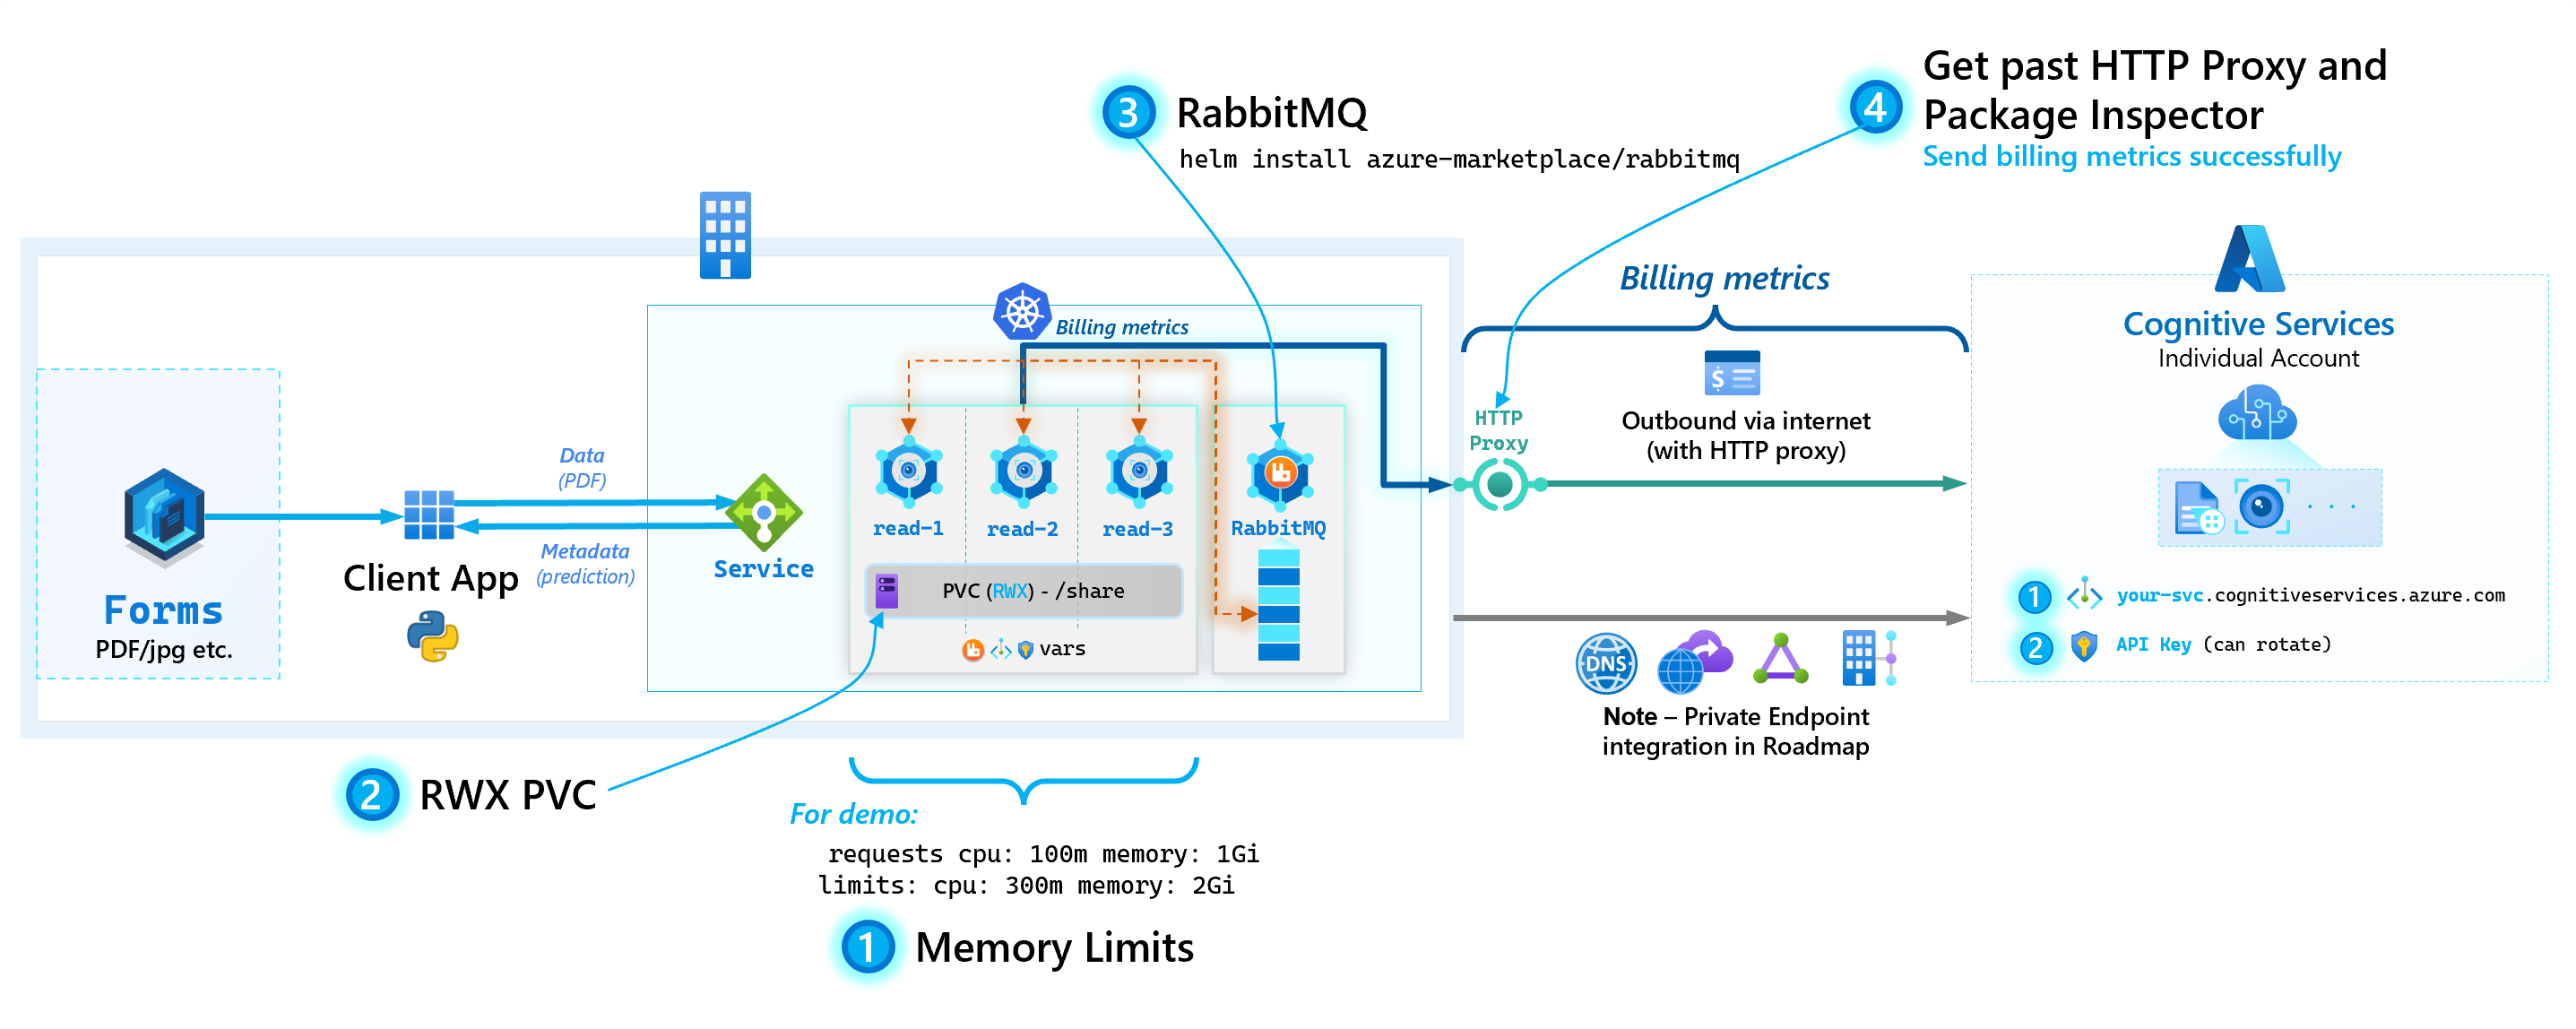 3
RabbitMQ
helm install azure-marketplace/rabbitmq
4
Get past HTTP Proxy and
Package Inspector
Send billing metrics successfully
Forms
PDF/jpg etc.
Client App
Data
(PDF)
Metadata
(prediction)
Service
Billing metrics
read-1
read-2
read-3
PVC (RWX) - /share
vars
RabbitMQ
HTTP
Proxy
Billing metrics
$
Outbound via internet
(with HTTP proxy)
DNS
Note – Private Endpoint
integration in Roadmap
Cognitive Services
Individual Account
1
your-svc.cognitiveservices.azure.com
2
API Key (can rotate)
2
RWX PVC
For demo:
requests cpu: 100m memory: 1Gi
limits: cpu: 300m memory: 2Gi
1
Memory Limits